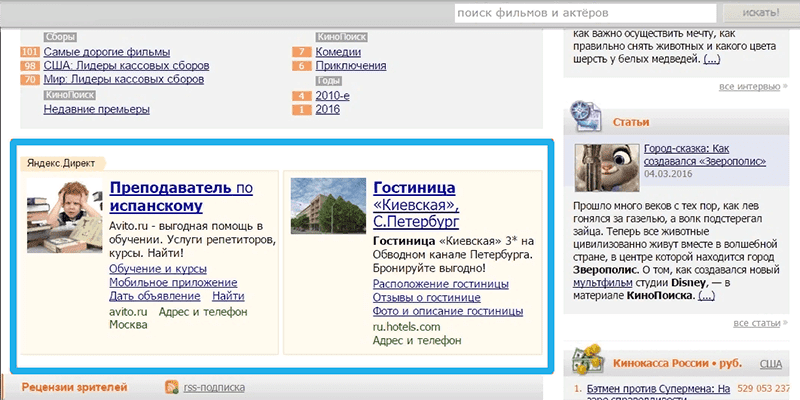 поиск фильмов и актёров
искать!
Сборы
101 Самые дорогие фильмы
98 США: Лидеры кассовых сборов
70 Мир: Лидеры кассовых сборов
КиноПоиск
Недавние премьеры
КиноПоиск
7 Комедии
6 Приключения
Годы
4 2010-е
1 2016
как важно осуществить мечту, как
правильно снять животных и какого цвета
шерсть у белых медведей. (...)
все интервью »
Статьи
Город-сказка: Как
создавался «Зверополис»
04.03.2016
Прошло много веков с тех пор, как лев
гонялся за газелью, а волк подстерегал
зайца. Теперь все животные
цивилизованно живут вместе в волшебной
стране, в центре которой находится город
Зверополис. О том, как создавался новый
мультфильм студии Disney, — в
материале КиноПоиска. (...)
все статьи »
Яндекс.Директ
Преподаватель по
испанскому
Avito.ru - выгодная помощь в
обучении. Услуги репетиторов,
курсы. Найти!
Обучение и курсы
Мобильное приложение
Дать объявление Найти
avito.ru Адрес и телефон
Москва
Гостиница
«Киевская»,
С.Петербург
Гостиница «Киевская» 3* на
Обводном канале Петербурга.
Бронируйте выгодно!
Расположение гостиницы
Отзывы о гостинице
Фото и описание гостиницы
ru.hotels.com
Адрес и телефон
Рецензии зрителей
rss-подписка
Кинокасса России • руб. США
1. Бэтмен против Супермена: На 529 053 237
заре справедливости